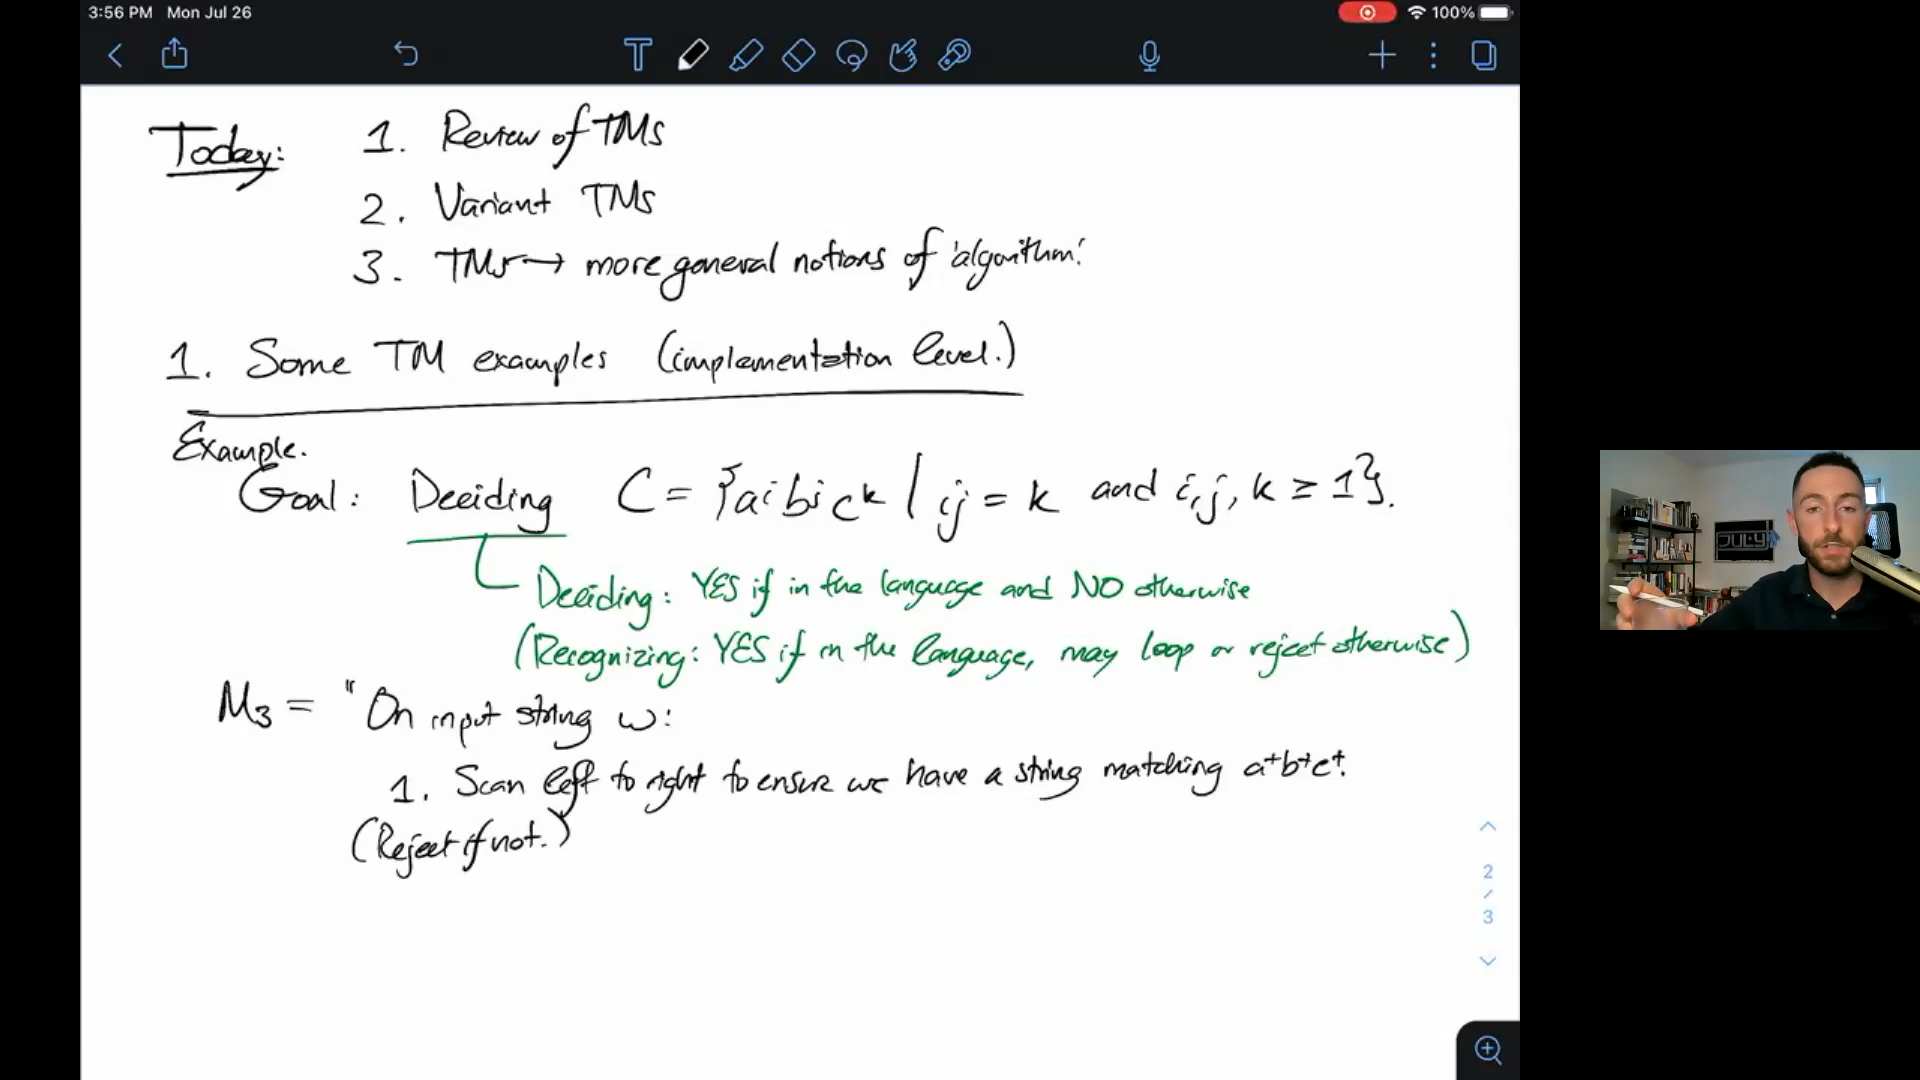 3:56 PM Mon Jul 26
100%
Today: 1. Review of TMs
2. Variant TMs
3. TMs → more general notions of 'algorithm.'
1. Some TM examples (implementation level.)
Example.
Goal: Deciding C = {aⁱbʲcᵏ | ij = k and i,j,k ≥ 1}.
Deciding: YES if in the language and NO otherwise
(Recognizing: YES if in the language, may loop or reject otherwise)
M₃ = "On input string w:
1. Scan left to right to ensure we have a string matching a⁺b⁺c⁺.
(Reject if not.)
2
/
3
JULY